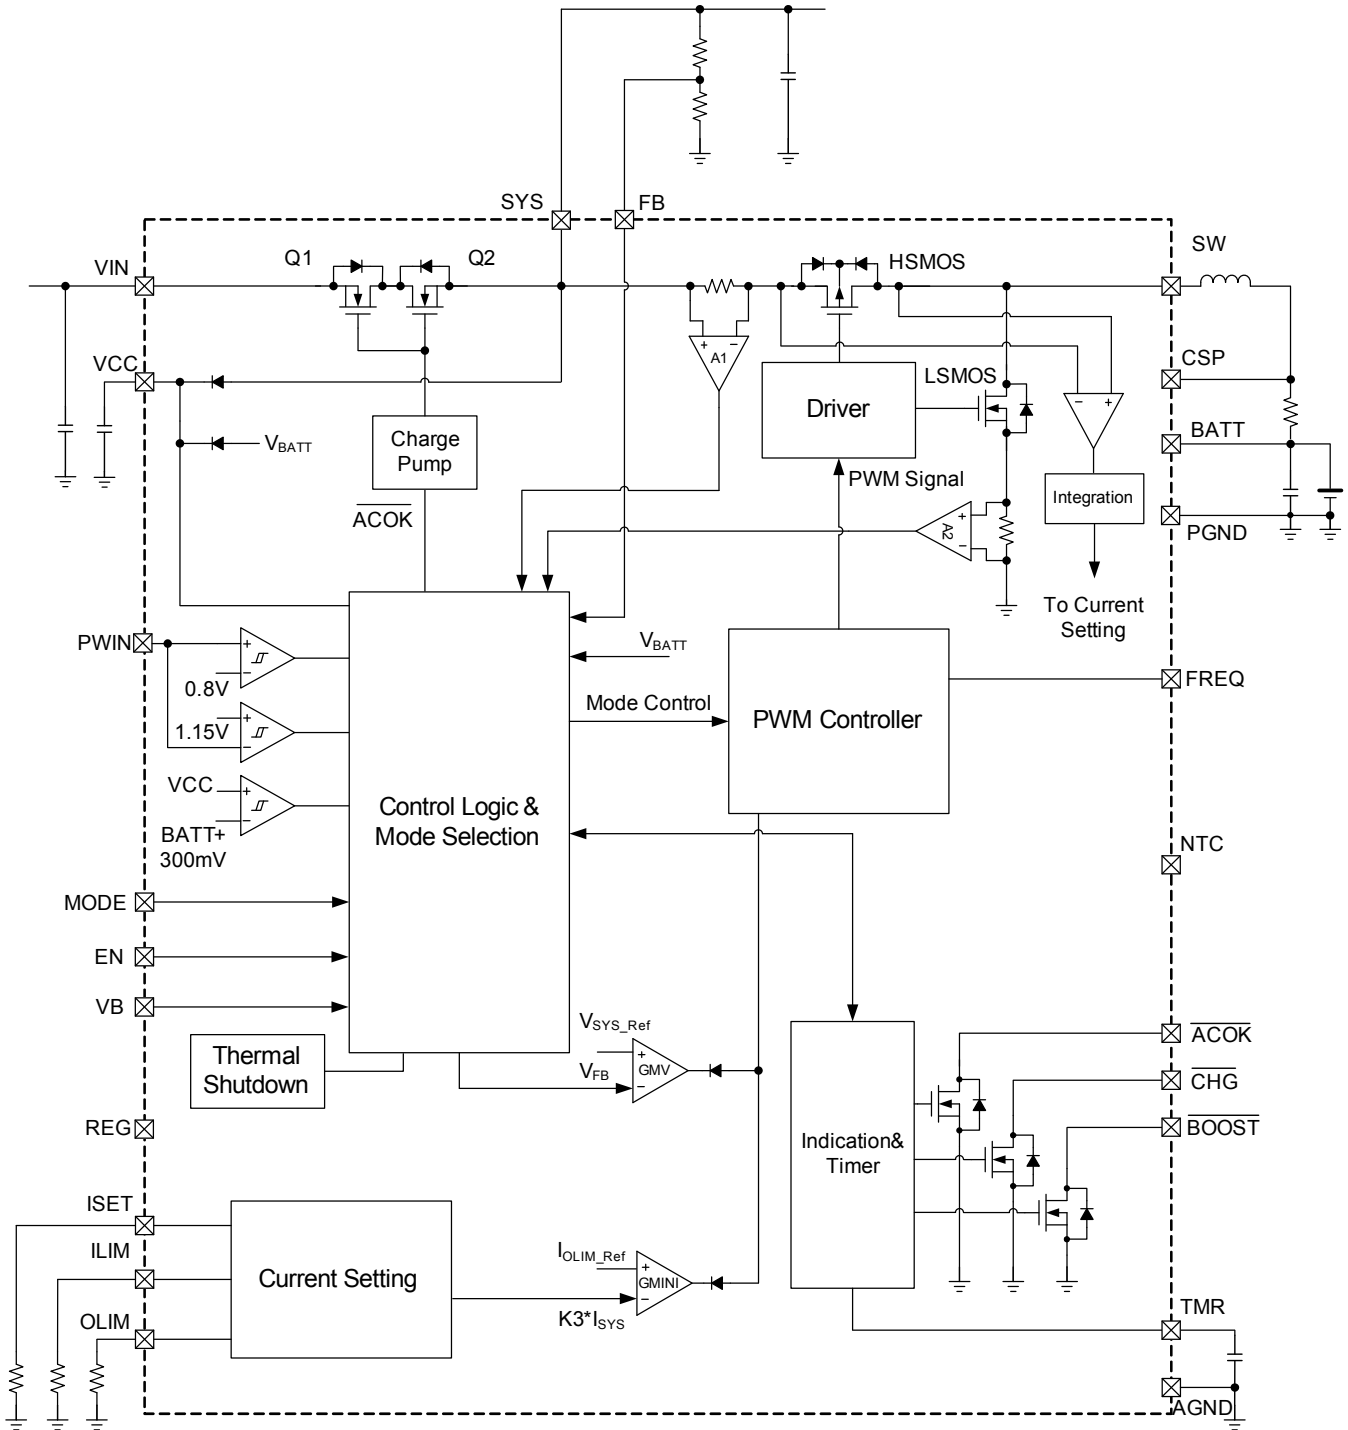 SYS
FB
SW
VIN
Q1
Q2
HSMOS
VCC
+ −
A1
LSMOS
CSP
Driver
− +
V_BATT
Charge
Pump
BATT
PWM Signal
Integration
ACOK
+
A2
−
PGND
To Current
Setting
PWIN
+
−
0.8V
V_BATT
FREQ
Mode Control
PWM Controller
+
1.15V
−
VCC
+
−
BATT+
300mV
Control Logic &
Mode Selection
NTC
MODE
EN
VB
V_SYS_Ref
+
GMV
V_FB
−
Thermal
Shutdown
ACOK
CHG
BOOST
REG
Indication&
Timer
ISET
ILIM
OLIM
Current Setting
I_OLIM_Ref
+
GMINI
−
K3*I_SYS
TMR
AGND